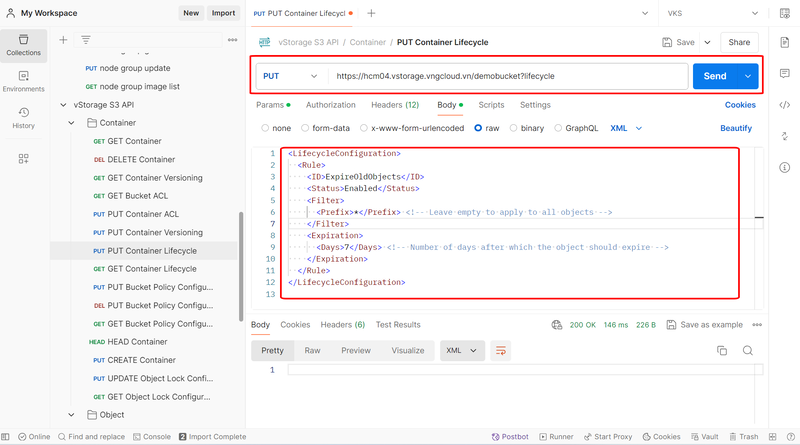 My Workspace
New
Import
PUT PUT Container Lifecycl
VKS
Collections
Environments
History
PUT node group update
GET node group image list
vStorage S3 API
Container
GET GET Container
DEL DELETE Container
GET GET Container Versioning
GET GET Bucket ACL
PUT PUT Container ACL
PUT PUT Container Versioning
PUT PUT Container Lifecycle
GET GET Container Lifecycle
PUT PUT Bucket Policy Configu...
DEL PUT Bucket Policy Configu...
GET GET Bucket Policy Configu...
HEAD HEAD Container
PUT CREATE Container
PUT UPDATE Object Lock Confi...
GET GET Object Lock Configur...
Object
HTTP vStorage S3 API / Container / PUT Container Lifecycle
Save
Share
PUT
https://hcm04.vstorage.vngcloud.vn/demobucket?lifecycle
Send
Params
Authorization
Headers (12)
Body
Scripts
Settings
Cookies
none
form-data
x-www-form-urlencoded
raw
binary
GraphQL
XML
Beautify
1 <LifecycleConfiguration>
2 <Rule>
3 <ID>ExpireOldObjects</ID>
4 <Status>Enabled</Status>
5 <Filter>
6 <Prefix>*</Prefix> <!-- Leave empty to apply to all objects -->
7 </Filter>
8 <Expiration>
9 <Days>7</Days> <!-- Number of days after which the object should expire -->
10 </Expiration>
11 </Rule>
12 </LifecycleConfiguration>
13
Body
Cookies
Headers (6)
Test Results
200 OK
146 ms
226 B
Save as example
Pretty
Raw
Preview
Visualize
XML
1
Online
Find and replace
Console
2 Import Complete
Postbot
Runner
Start Proxy
Cookies
Vault
Trash